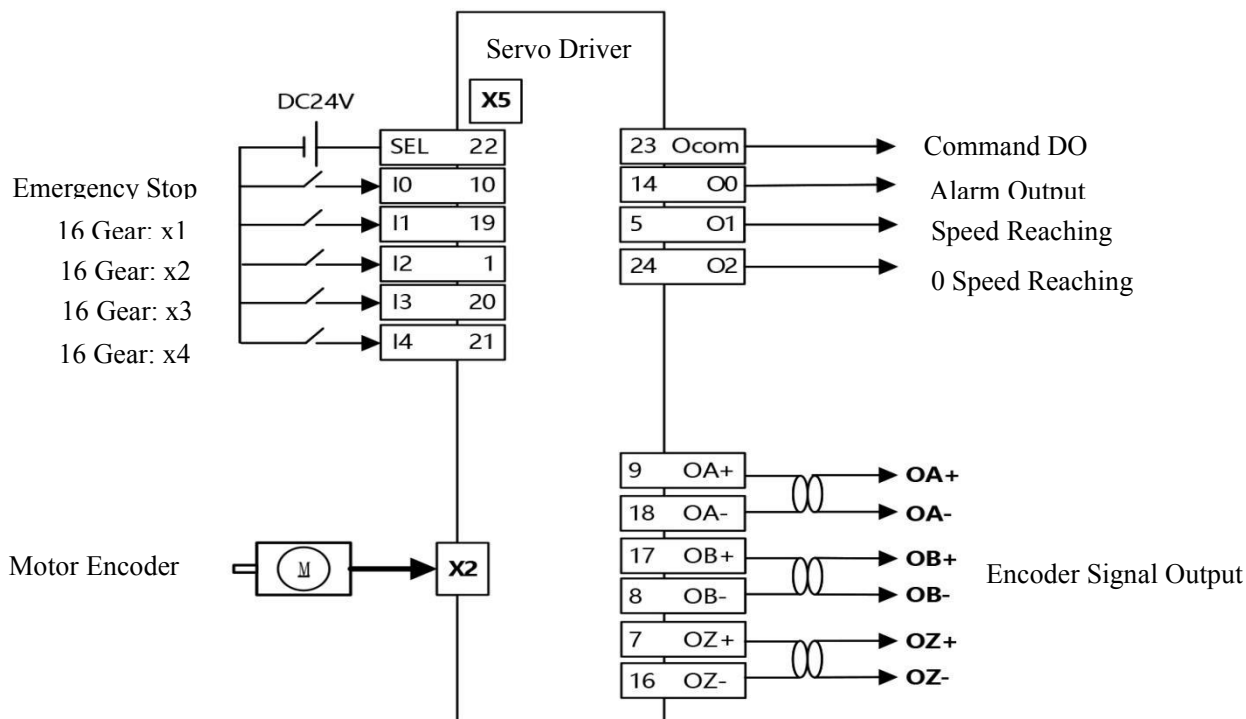 Servo Driver
X5
DC24V
SEL 22
Emergency Stop I0 10
16 Gear: x1 I1 19
16 Gear: x2 I2 1
16 Gear: x3 I3 20
16 Gear: x4 I4 21
23 Ocom Command DO
14 O0 Alarm Output
5 O1 Speed Reaching
24 O2 0 Speed Reaching
Motor Encoder M X2
9 OA+ OA+
18 OA- OA-
17 OB+ OB+
8 OB- OB-
7 OZ+ OZ+
16 OZ- OZ-
Encoder Signal Output